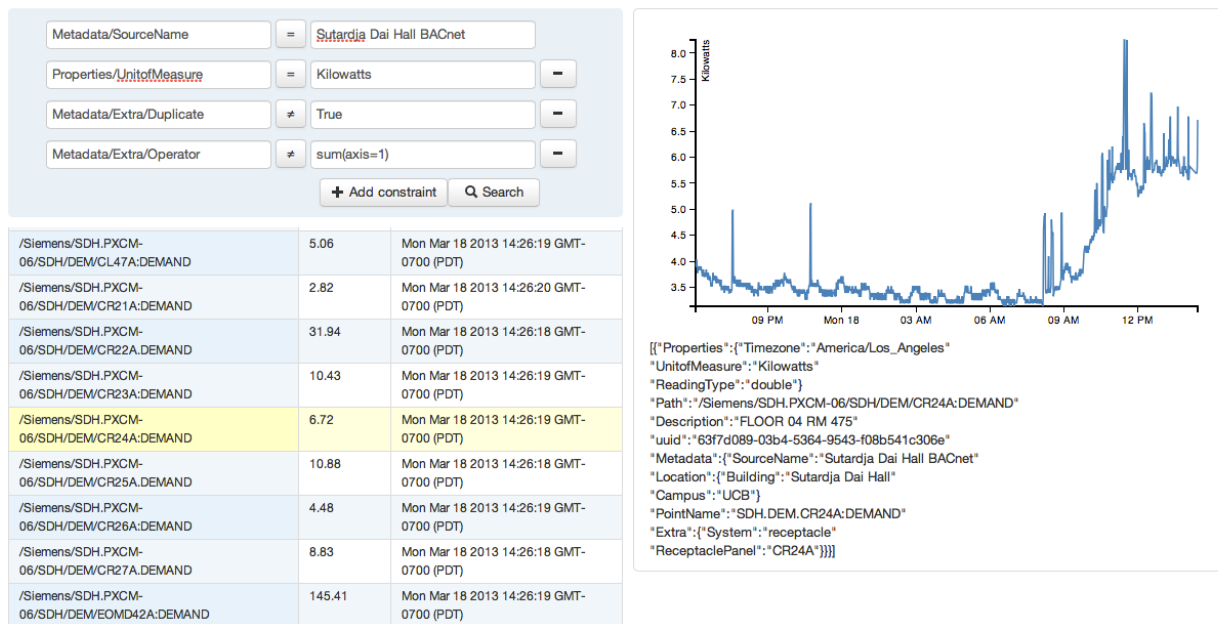 Metadata/SourceName = Sutardja Dai Hall BACnet
Properties/UnitofMeasure = Kilowatts −
Metadata/Extra/Duplicate ≠ True −
Metadata/Extra/Operator ≠ sum(axis=1) −
+ Add constraint Search
/Siemens/SDH.PXCM- 5.06 Mon Mar 18 2013 14:26:19 GMT-
06/SDH/DEM/CL47A:DEMAND 0700 (PDT)
/Siemens/SDH.PXCM- 2.82 Mon Mar 18 2013 14:26:20 GMT-
06/SDH/DEM/CR21A:DEMAND 0700 (PDT)
/Siemens/SDH.PXCM- 31.94 Mon Mar 18 2013 14:26:18 GMT-
06/SDH/DEM/CR22A.DEMAND 0700 (PDT)
/Siemens/SDH.PXCM- 10.43 Mon Mar 18 2013 14:26:19 GMT-
06/SDH/DEM/CR23A:DEMAND 0700 (PDT)
/Siemens/SDH.PXCM- 6.72 Mon Mar 18 2013 14:26:19 GMT-
06/SDH/DEM/CR24A:DEMAND 0700 (PDT)
/Siemens/SDH.PXCM- 10.88 Mon Mar 18 2013 14:26:19 GMT-
06/SDH/DEM/CR25A.DEMAND 0700 (PDT)
/Siemens/SDH.PXCM- 4.48 Mon Mar 18 2013 14:26:19 GMT-
06/SDH/DEM/CR26A:DEMAND 0700 (PDT)
/Siemens/SDH.PXCM- 8.83 Mon Mar 18 2013 14:26:18 GMT-
06/SDH/DEM/CR27A.DEMAND 0700 (PDT)
/Siemens/SDH.PXCM- 145.41 Mon Mar 18 2013 14:26:19 GMT-
06/SDH/DEM/EOMD42A:DEMAND 0700 (PDT)
Kilowatts
8.0
7.5
7.0
6.5
6.0
5.5
5.0
4.5
4.0
3.5
09 PM Mon 18 03 AM 06 AM 09 AM 12 PM
[{"Properties":{"Timezone":"America/Los_Angeles"
"UnitofMeasure":"Kilowatts"
"ReadingType":"double"}
"Path":"/Siemens/SDH.PXCM-06/SDH/DEM/CR24A:DEMAND"
"Description":"FLOOR 04 RM 475"
"uuid":"63f7d089-03b4-5364-9543-f08b541c306e"
"Metadata":{"SourceName":"Sutardja Dai Hall BACnet"
"Location":{"Building":"Sutardja Dai Hall"
"Campus":"UCB"}
"PointName":"SDH.DEM.CR24A:DEMAND"
"Extra":{"System":"receptacle"
"ReceptaclePanel":"CR24A"}}}]